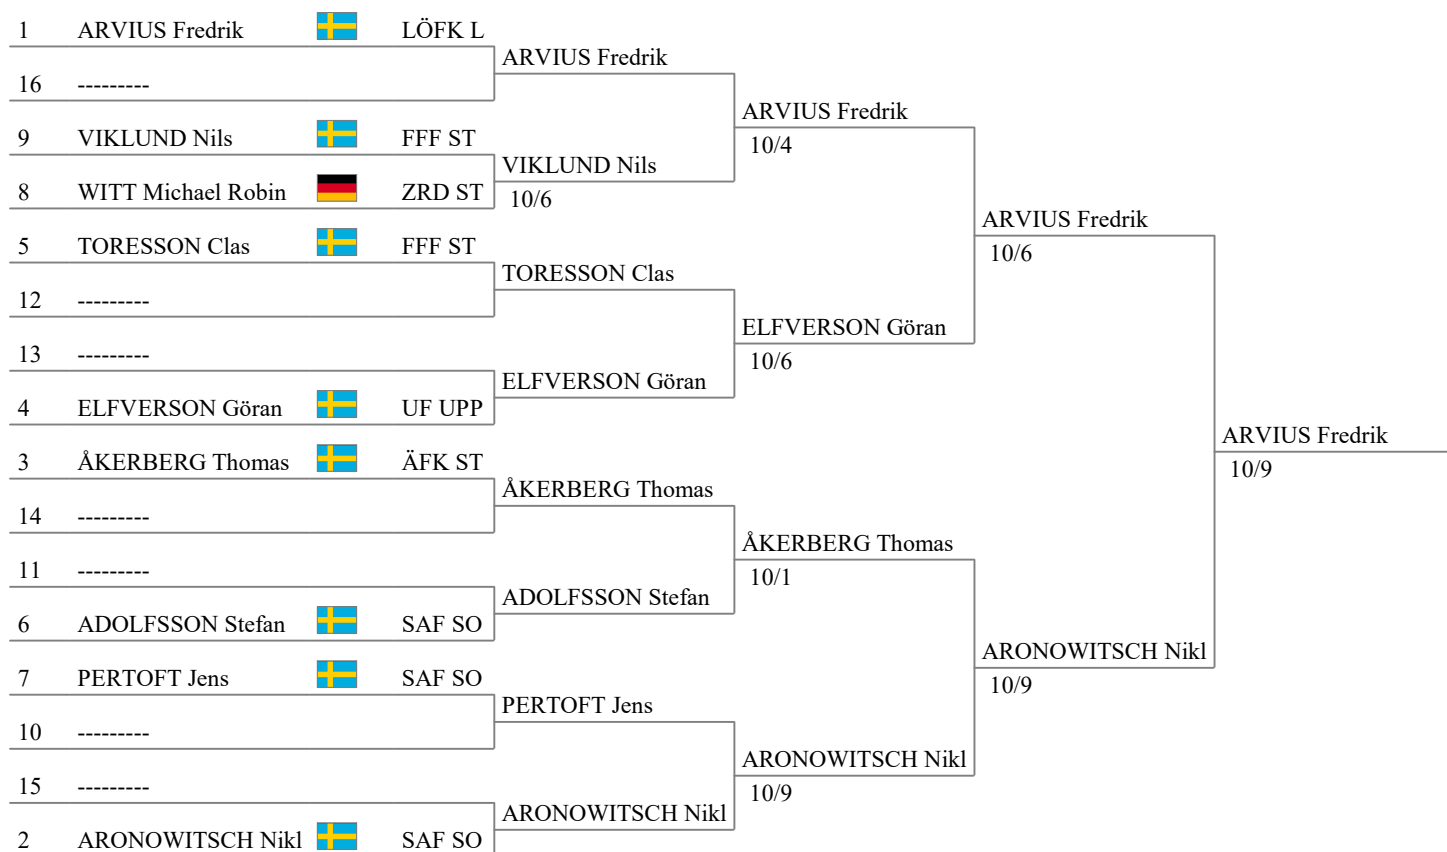 1 ARVIUS Fredrik LÖFK L
ARVIUS Fredrik
16 ---------
ARVIUS Fredrik
10/4
9 VIKLUND Nils FFF ST
VIKLUND Nils
10/6
8 WITT Michael Robin ZRD ST
ARVIUS Fredrik
10/6
5 TORESSON Clas FFF ST
TORESSON Clas
12 ---------
ELFVERSON Göran
10/6
13 ---------
ELFVERSON Göran
4 ELFVERSON Göran UF UPP
ARVIUS Fredrik
10/9
3 ÅKERBERG Thomas ÄFK ST
ÅKERBERG Thomas
14 ---------
ÅKERBERG Thomas
10/1
11 ---------
ADOLFSSON Stefan
6 ADOLFSSON Stefan SAF SO
ARONOWITSCH Nikl
10/9
7 PERTOFT Jens SAF SO
PERTOFT Jens
10 ---------
ARONOWITSCH Nikl
10/9
15 ---------
ARONOWITSCH Nikl
2 ARONOWITSCH Nikl SAF SO